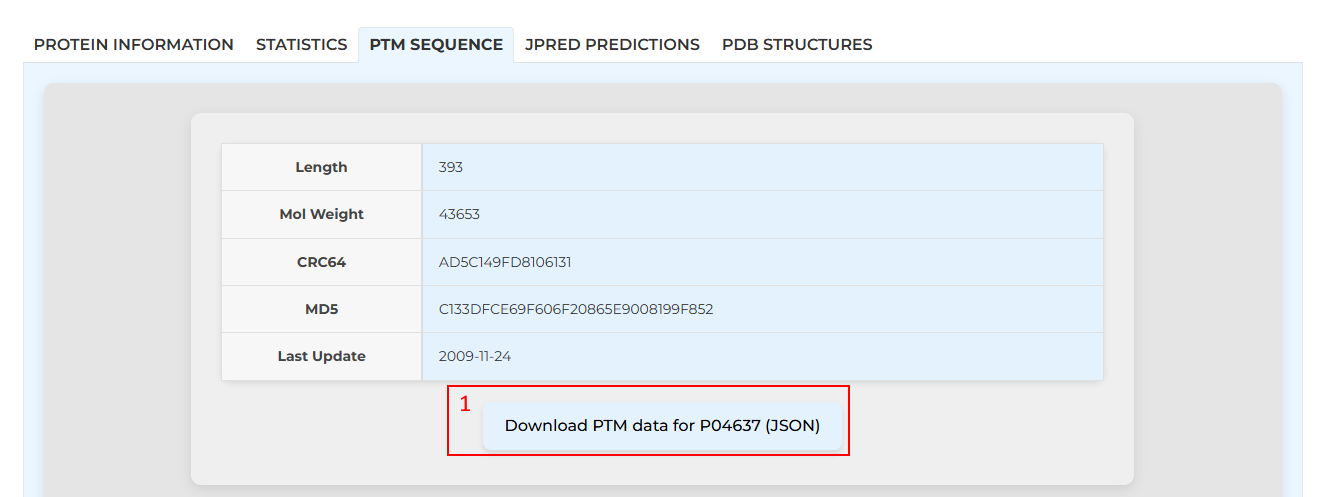 PROTEIN INFORMATION STATISTICS PTM SEQUENCE JPRED PREDICTIONS PDB STRUCTURES
Length 393
Mol Weight 43653
CRC64 AD5C149FD8106131
MD5 C133DFCE69F606F20865E9008199F852
Last Update 2009-11-24
1
Download PTM data for P04637 (JSON)